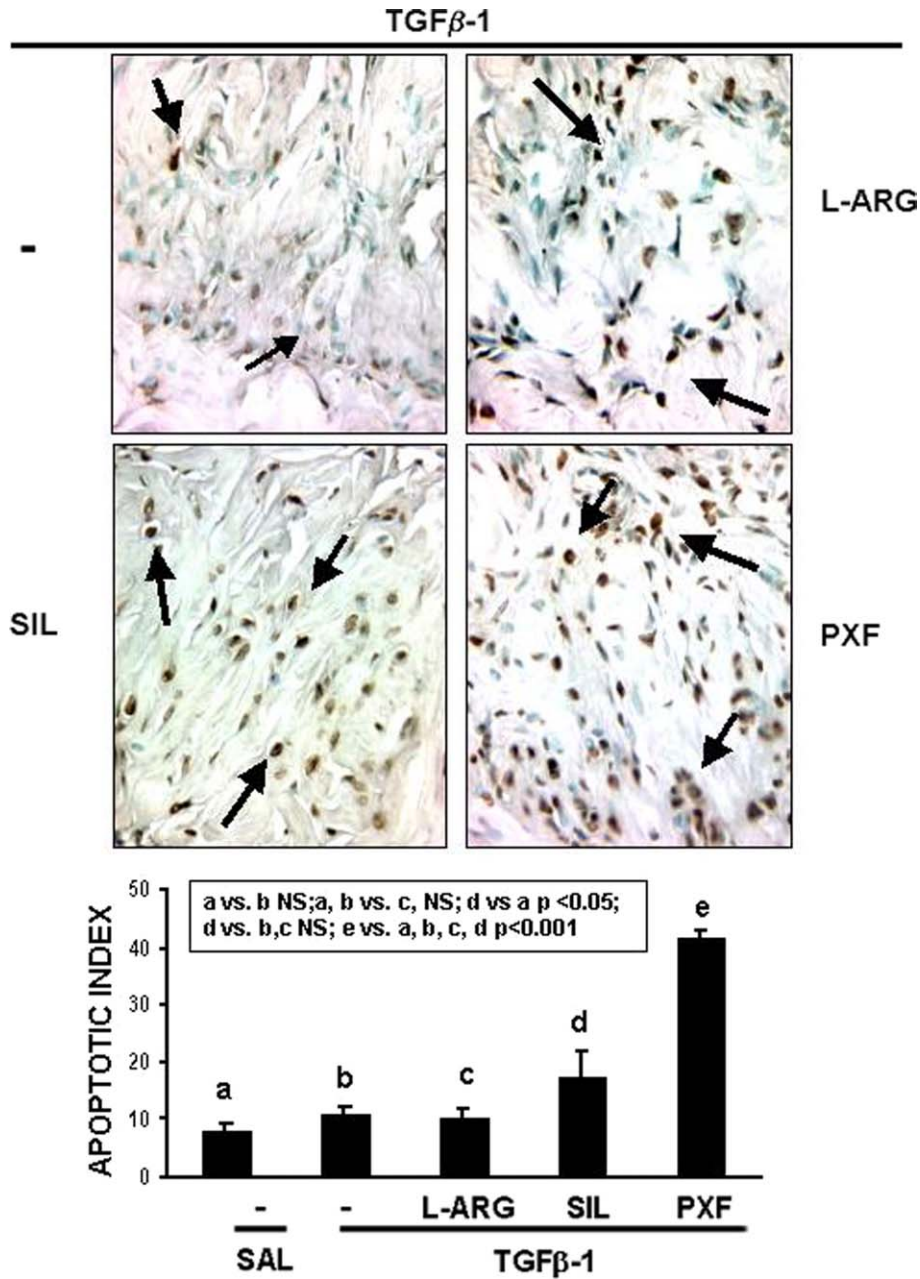 TGFβ-1
-
L-ARG
SIL
PXF
50
40
30
20
10
0
APOPTOTIC INDEX
a vs. b NS;a, b vs. c, NS; d vs a p <0.05;
d vs. b,c NS; e vs. a, b, c, d p<0.001
a
b
c
d
e
- - L-ARG SIL PXF
SAL TGFβ-1